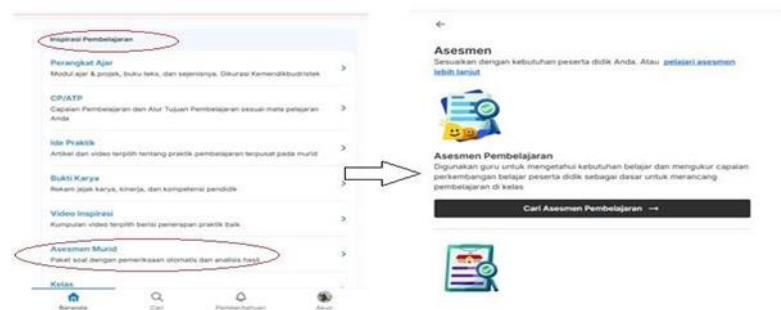 Inspirasi Pembelajaran
Perangkat Ajar
Modul ajar & projek, buku teks, dan sejenisnya. Dikurasi Kemendikbudristek
CP/ATP
Capaian Pembelajaran dan Alur Tujuan Pembelajaran sesuai mata pelajaran
Anda
Ide Praktik
Artikel dan video terpilih tentang praktik pembelajaran terpusat pada murid
Bukti Karya
Rekam jejak karya, kinerja, dan kompetensi pendidik
Video Inspirasi
Kumpulan video terpilih berisi penerapan praktik baik
Asesmen Murid
Paket soal dengan pemeriksaan otomatis dan analisis hasil
Kelas
Beranda
Cari
Pemberitahuan
Akun
Asesmen
Sesuaikan dengan kebutuhan peserta didik Anda. Atau pelajari asesmen
lebih lanjut
Asesmen Pembelajaran
Digunakan guru untuk mengetahui kebutuhan belajar dan mengukur capaian
perkembangan belajar peserta didik sebagai dasar untuk merancang
pembelajaran di kelas
Cari Asesmen Pembelajaran →